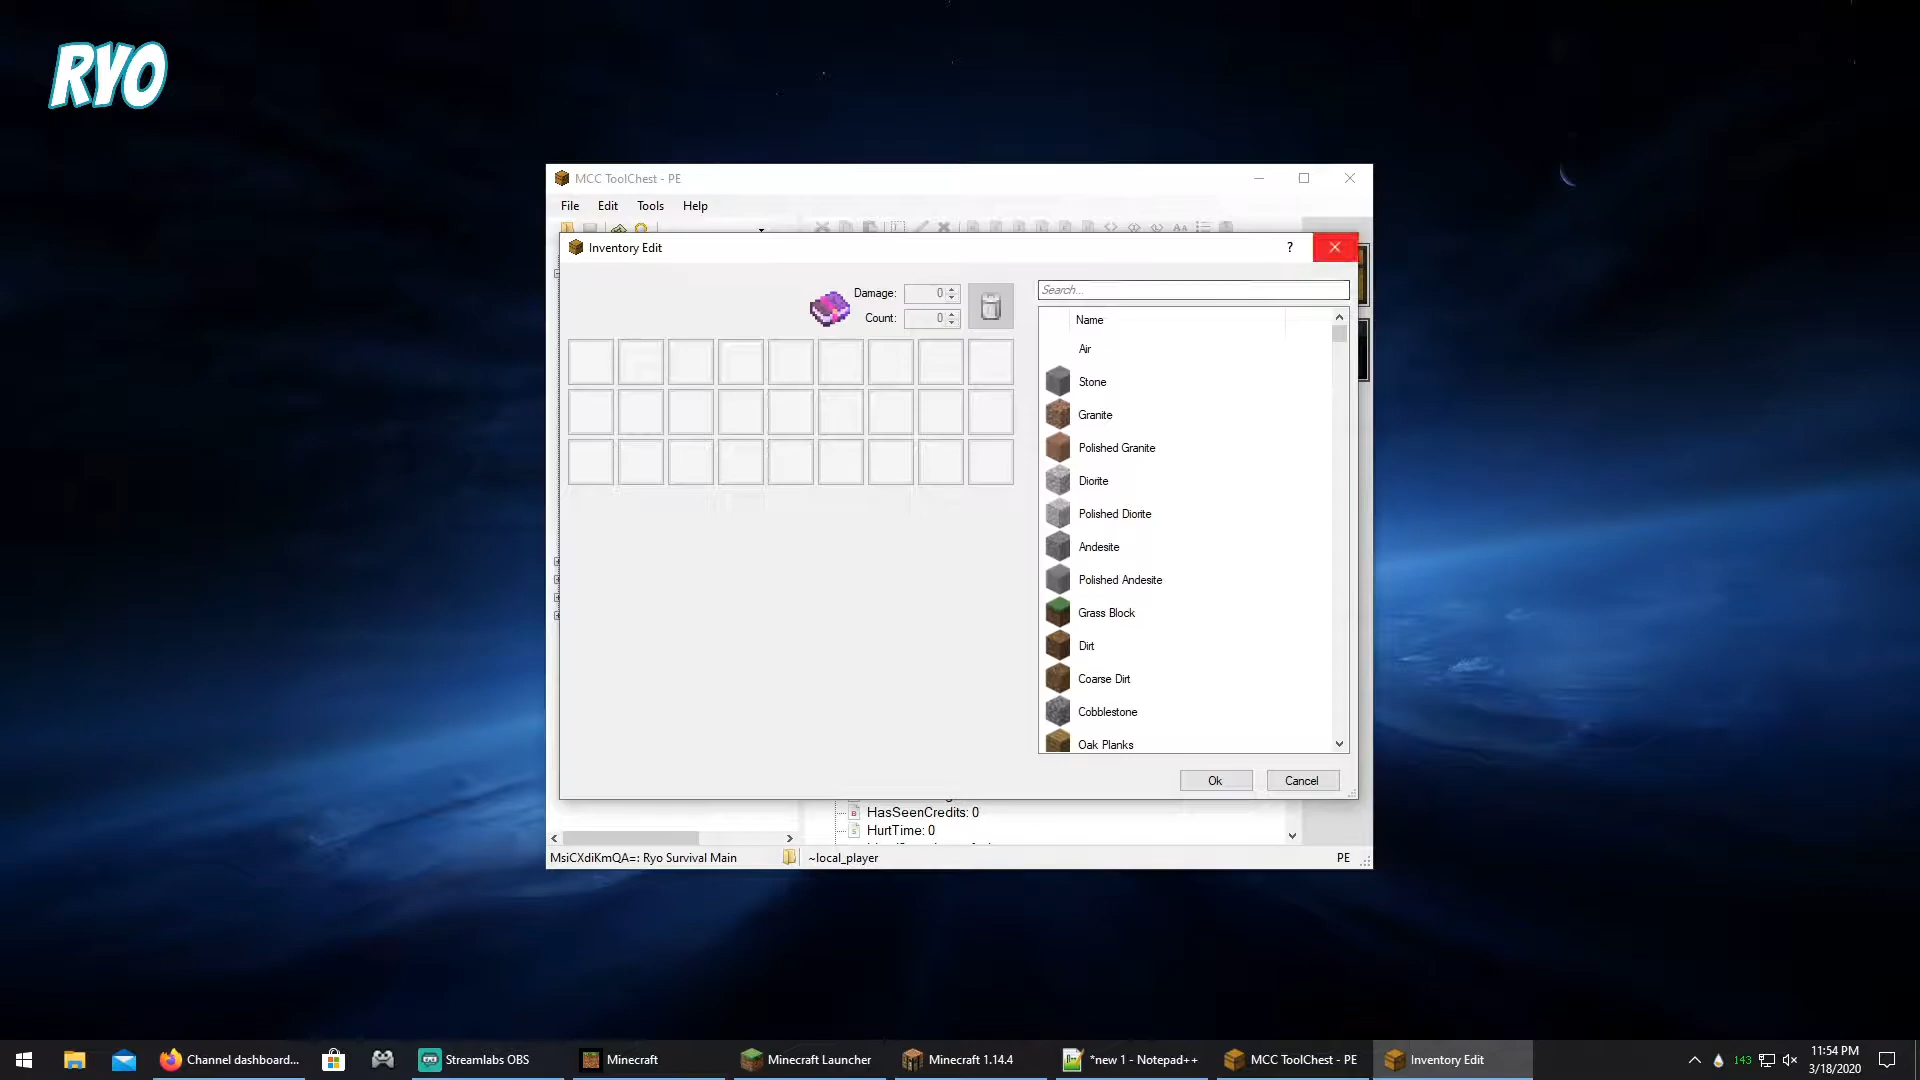 RYO
MCC ToolChest - PE
File Edit Tools Help
Inventory Edit
?
Damage: 0
Count: 0
Search...
Name
Air
Stone
Granite
Polished Granite
Diorite
Polished Diorite
Andesite
Polished Andesite
Grass Block
Dirt
Coarse Dirt
Cobblestone
Oak Planks
Ok Cancel
HasSeenCredits: 0
HurtTime: 0
MsiCXdiKmQA=: Ryo Survival Main ~local_player PE
Channel dashboard... Streamlabs OBS Minecraft Minecraft Launcher Minecraft 1.14.4 *new 1 - Notepad++ MCC ToolChest - PE Inventory Edit 143 11:54 PM
3/18/2020